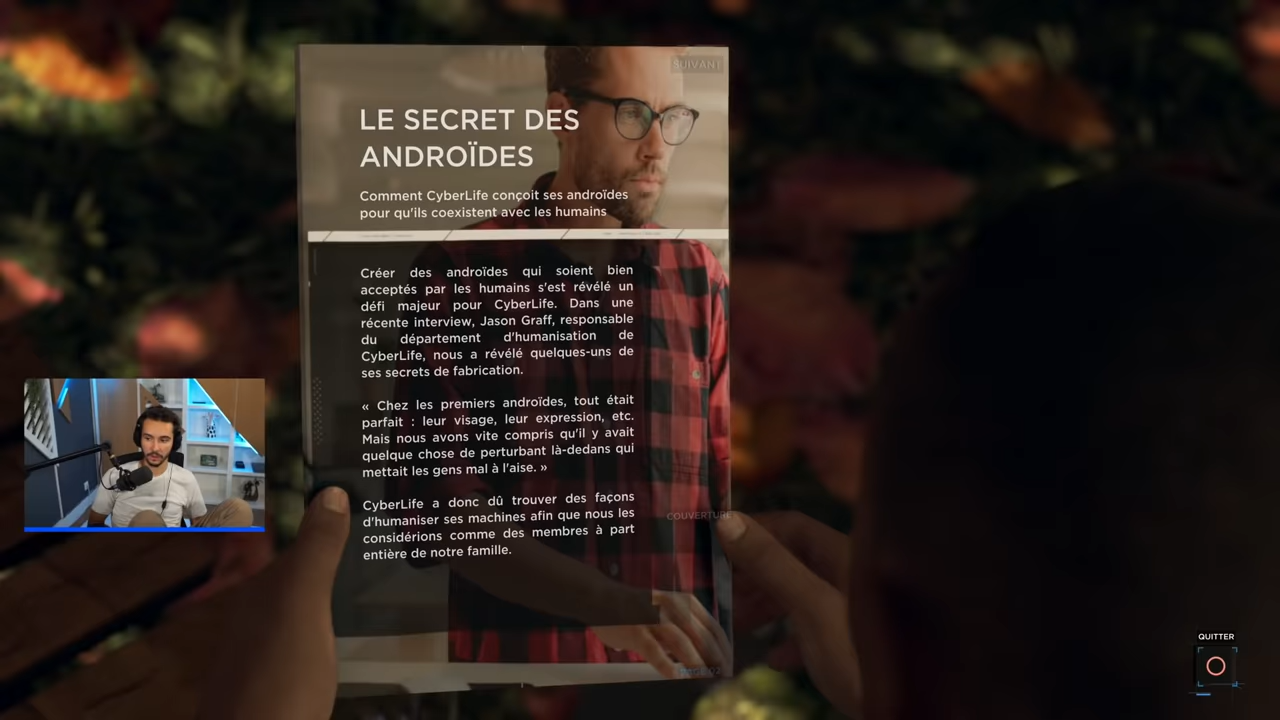 SUIVANT
LE SECRET DES
ANDROÏDES
Comment CyberLife conçoit ses androïdes
pour qu'ils coexistent avec les humains
Créer des androïdes qui soient bien
acceptés par les humains s'est révélé un
défi majeur pour CyberLife. Dans une
récente interview, Jason Graff, responsable
du département d'humanisation de
CyberLife, nous a révélé quelques-uns de
ses secrets de fabrication.
« Chez les premiers androïdes, tout était
parfait : leur visage, leur expression, etc.
Mais nous avons vite compris qu'il y avait
quelque chose de perturbant là-dedans qui
mettait les gens mal à l'aise. »
CyberLife a donc dû trouver des façons
d'humaniser ses machines afin que nous les
considérions comme des membres à part
entière de notre famille.
COUVERTURE
QUITTER